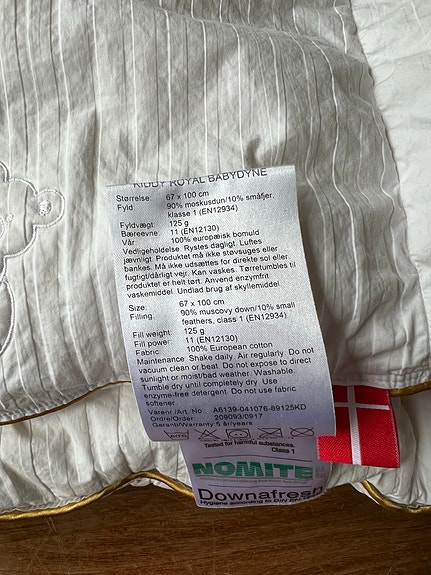 KIDDY ROYAL BABYDYNE
Størrelse: 67 x 100 cm
Fyld: 90% moskusdun/10% småfjer,
klasse 1 (EN12934)
Fyldvægt: 125 g
Bæreevne: 11 (EN12130)
Vår: 100% europæisk bomuld
Vedligeholdelse. Rystes dagligt. Luftes
jævnligt. Produktet må ikke støvsuges eller
bankes. Må ikke udsættes for direkte sol eller
fugtigt/dårligt vejr. Kan vaskes. Tørretumbles til
produktet er helt tørt. Anvend enzymfrit
vaskemiddel. Undlad brug af skyllemiddel
Size: 67 x 100 cm
Filling: 90% muscovy down/10% small
feathers, class 1 (EN12934)
Fill weight: 125 g
Fill power: 11 (EN12130)
Fabric: 100% European cotton
Maintenance. Shake daily. Air regularly. Do not
vacuum clean or beat. Do not expose to direct
sunlight or moist/bad weather. Washable.
Tumble dry until completely dry. Use
enzyme-free detergent. Do not use fabric
softener.
Varenr./Art. No.: A6139-041076-89125KD
Ordre/Order: 209093/0917
Garanti/Warranty: 5 år/years
Tested for harmful substances.
Class 1
NOMITE
Downafresh
Hygiene according to DIN EN